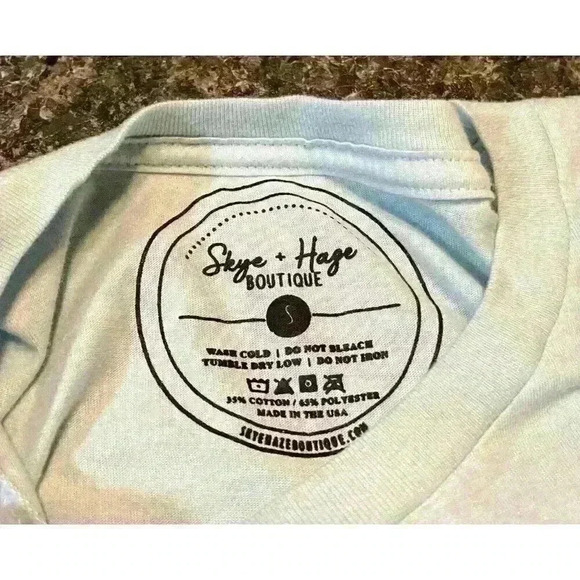 Skye + Haze
BOUTIQUE
S
WASH COLD | DO NOT BLEACH
TUMBLE DRY LOW | DO NOT IRON
35% COTTON / 65% POLYESTER
MADE IN THE USA
SKYEHAZEBOUTIQUE.COM